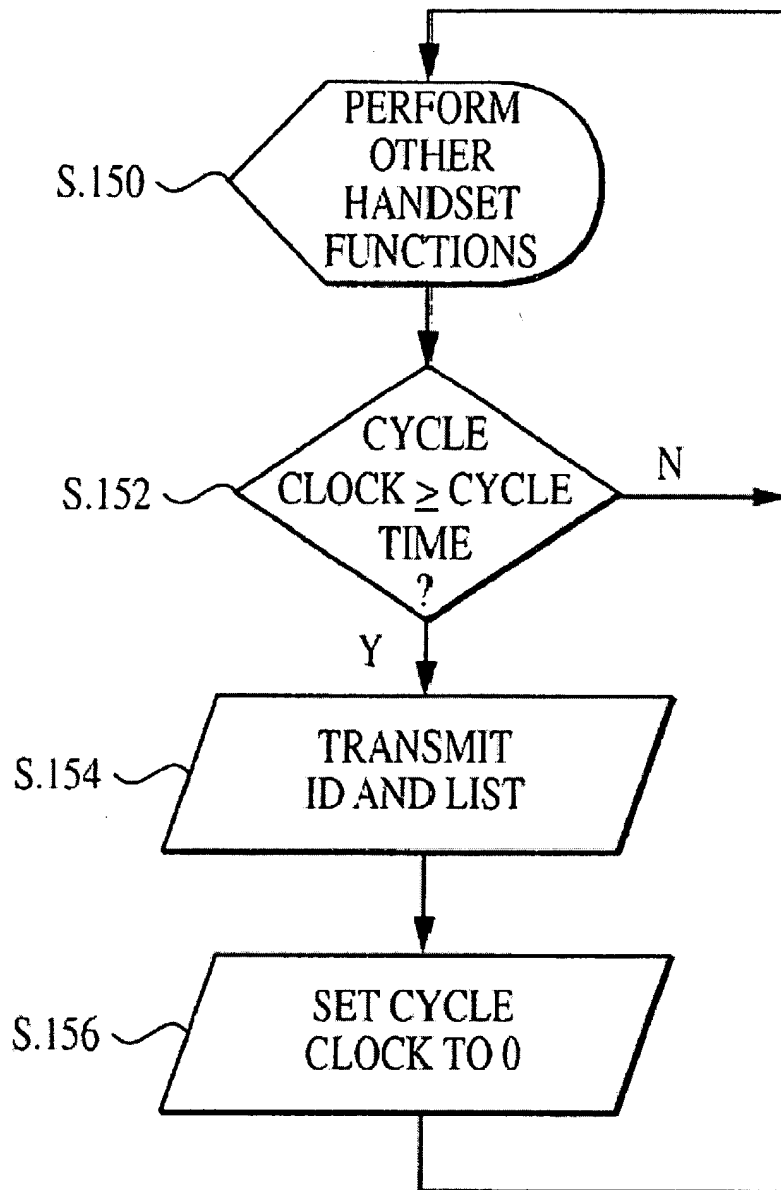 PERFORM
OTHER
HANDSET
FUNCTIONS
S.150
CYCLE
CLOCK ≥ CYCLE
TIME
?
S.152
N
Y
TRANSMIT
ID AND LIST
S.154
SET CYCLE
CLOCK TO 0
S.156